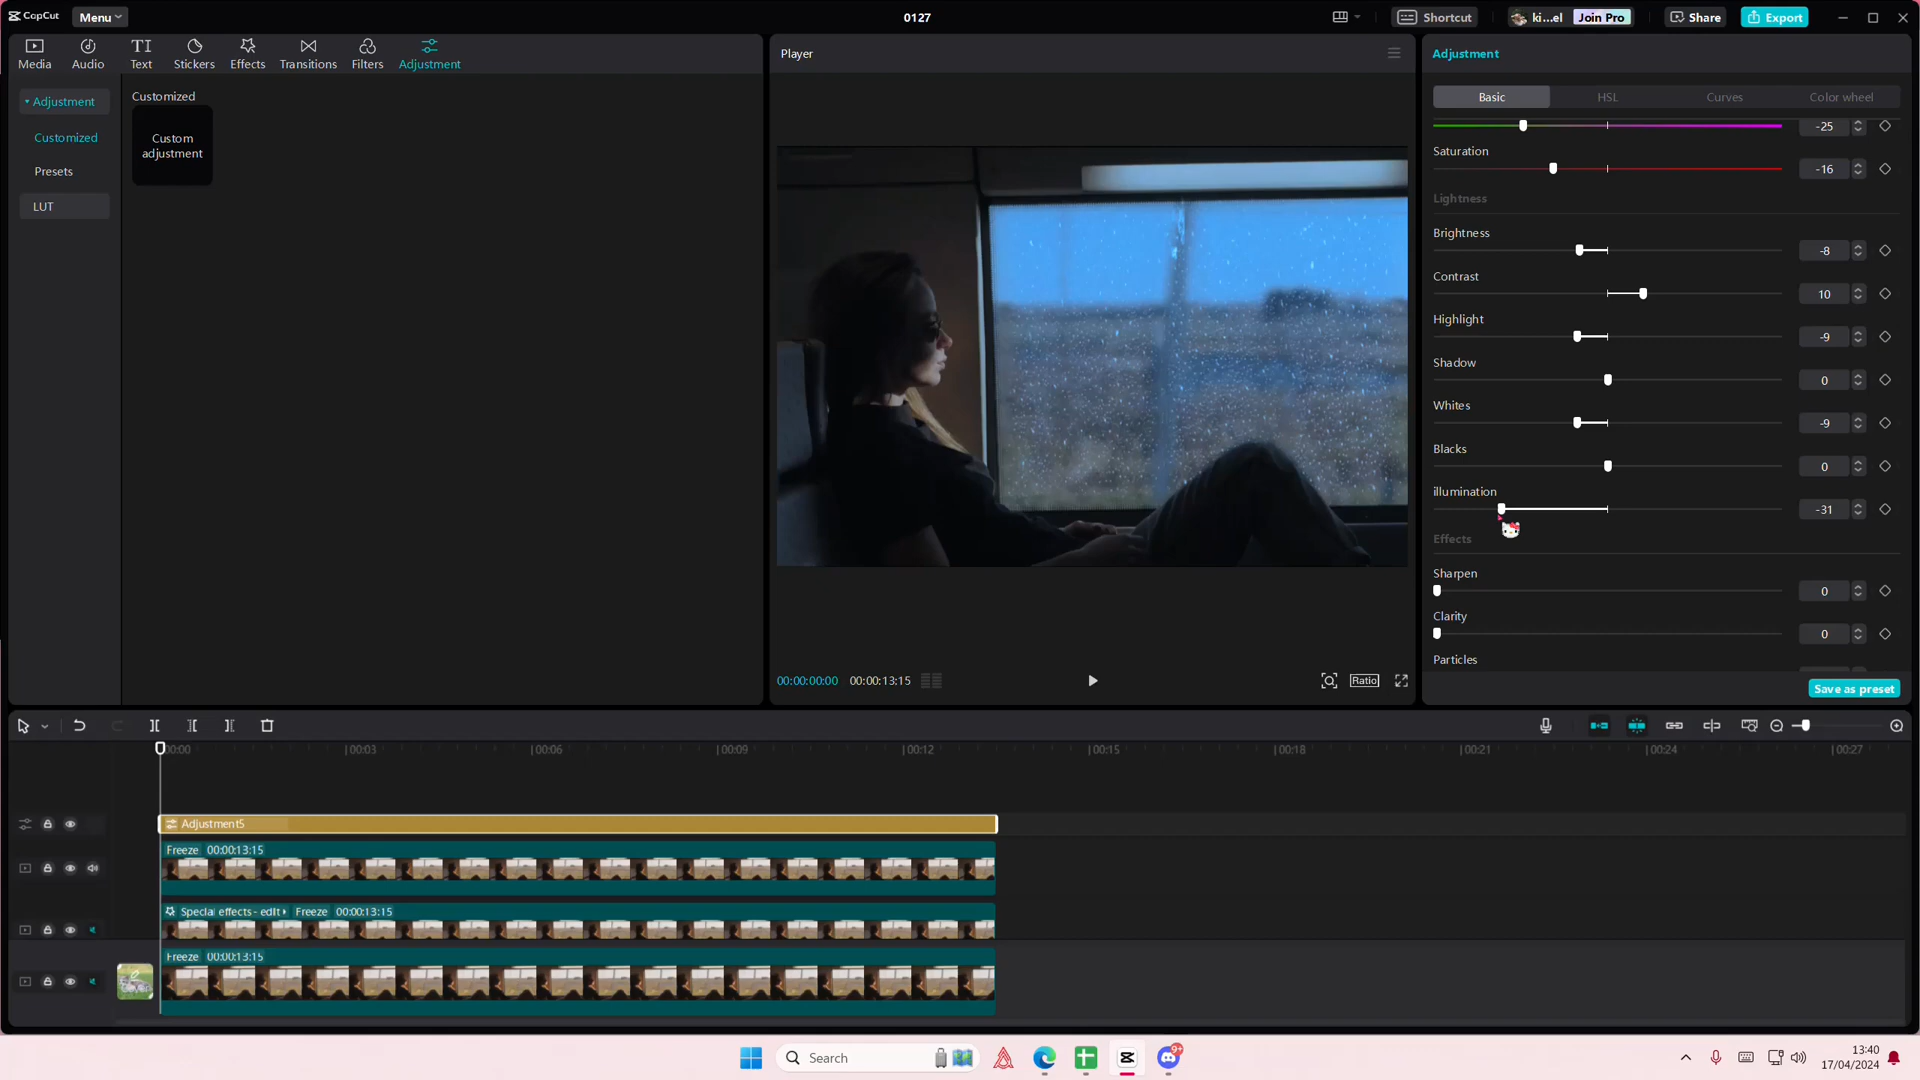 CapCut Menu 0127 Shortcut ki...el Join Pro Share Export
Media Audio Text Stickers Effects Transitions Filters Adjustment
Adjustment
Customized
Presets
LUT
Customized
Custom adjustment
Player
00:00:00:00 00:00:13:15 Ratio
Adjustment
Basic HSL Curves Color wheel
-25
Saturation
-16
Lightness
Brightness
-8
Contrast
10
Highlight
-9
Shadow
0
Whites
-9
Blacks
0
illumination
-31
Effects
Sharpen
0
Clarity
0
Particles
Save as preset
00:00 00:03 00:06 00:09 00:12 00:15 00:18 00:21 00:24 00:27
Adjustment5
Freeze 00:00:13:15
Special effects - edit Freeze 00:00:13:15
Freeze 00:00:13:15
Search
9+
13:40
17/04/2024